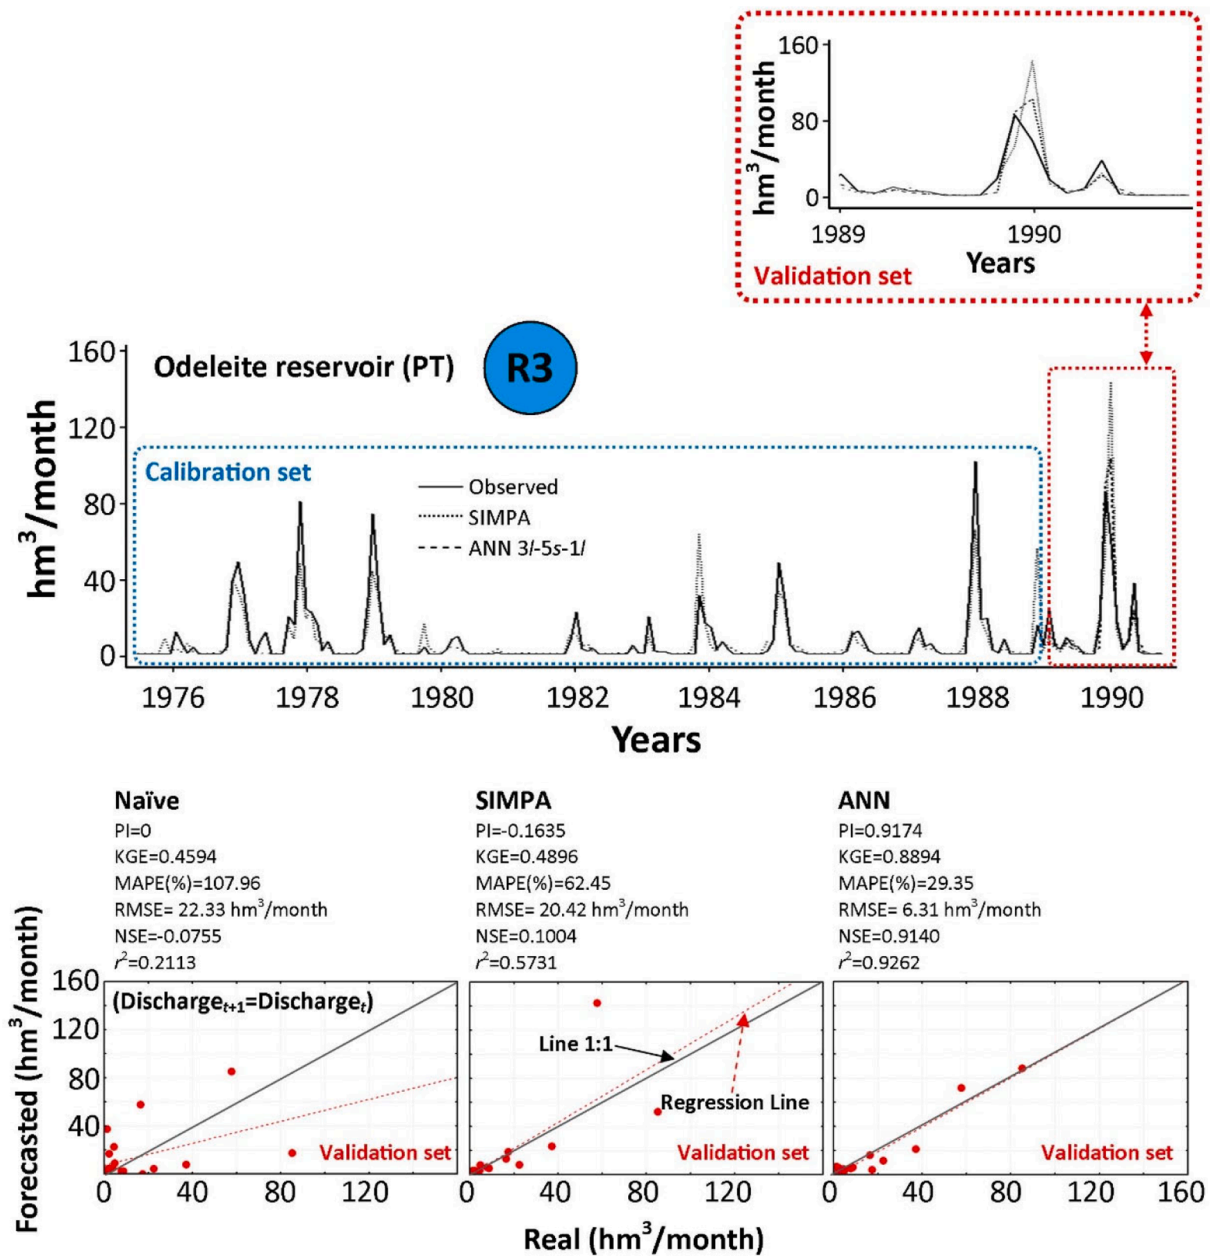 160
80
0
hm³/month
1989
1990
Years
Validation set
160
120
80
40
0
hm³/month
Odeleite reservoir (PT)
R3
Calibration set
Observed
SIMPA
ANN 3l-5s-1l
1976
1978
1980
1982
1984
1986
1988
1990
Years
Naïve
PI=0
KGE=0.4594
MAPE(%)=107.96
RMSE= 22.33 hm³/month
NSE=-0.0755
r²=0.2113
SIMPA
PI=-0.1635
KGE=0.4896
MAPE(%)=62.45
RMSE= 20.42 hm³/month
NSE=0.1004
r²=0.5731
ANN
PI=0.9174
KGE=0.8894
MAPE(%)=29.35
RMSE= 6.31 hm³/month
NSE=0.9140
r²=0.9262
Forecasted (hm³/month)
160
120
80
40
(Discharget+1=Discharget)
Validation set
0
40
80
120
Line 1:1
Regression Line
Validation set
0
40
80
120
Validation set
0
40
80
120
160
Real (hm³/month)